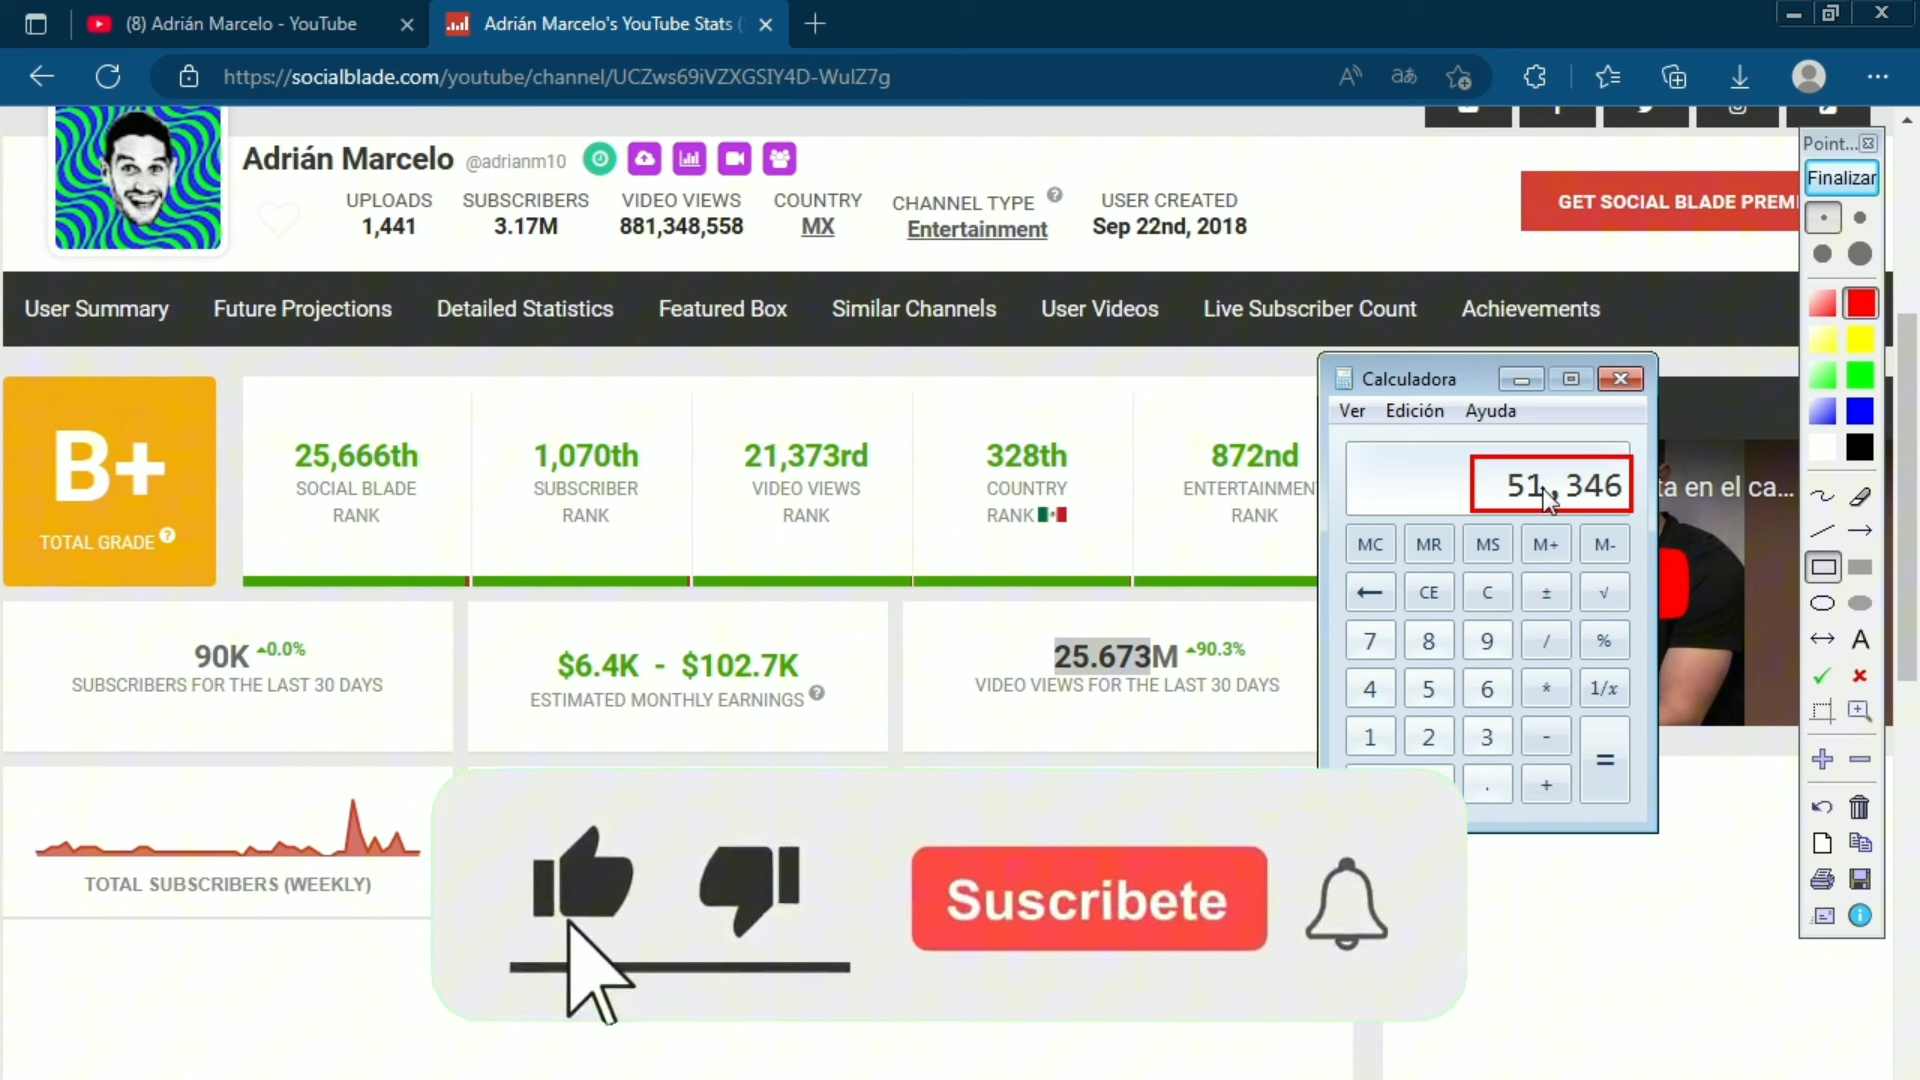 (8) Adrián Marcelo - YouTube
Adrián Marcelo's YouTube Stats (
https://socialblade.com/youtube/channel/UCZws69iVZXGSIY4D-WulZ7g
Adrián Marcelo @adrianm10
UPLOADS SUBSCRIBERS VIDEO VIEWS COUNTRY CHANNEL TYPE ? USER CREATED
1,441 3.17M 881,348,558 MX Entertainment Sep 22nd, 2018
GET SOCIAL BLADE PREMI
Point...
Finalizar
User Summary Future Projections Detailed Statistics Featured Box Similar Channels User Videos Live Subscriber Count Achievements
B+
TOTAL GRADE ?
25,666th
SOCIAL BLADE
RANK
1,070th
SUBSCRIBER
RANK
21,373rd
VIDEO VIEWS
RANK
328th
COUNTRY
RANK
872nd
ENTERTAINMENT
RANK
Calculadora
Ver Edición Ayuda
51,346
MC MR MS M+ M-
← CE C ± √
7 8 9 / %
4 5 6 * 1/x
1 2 3 - =
. +
ta en el ca...
A
90K 0.0%
SUBSCRIBERS FOR THE LAST 30 DAYS
$6.4K - $102.7K
ESTIMATED MONTHLY EARNINGS ?
25.673M 90.3%
VIDEO VIEWS FOR THE LAST 30 DAYS
TOTAL SUBSCRIBERS (WEEKLY)
Suscribete